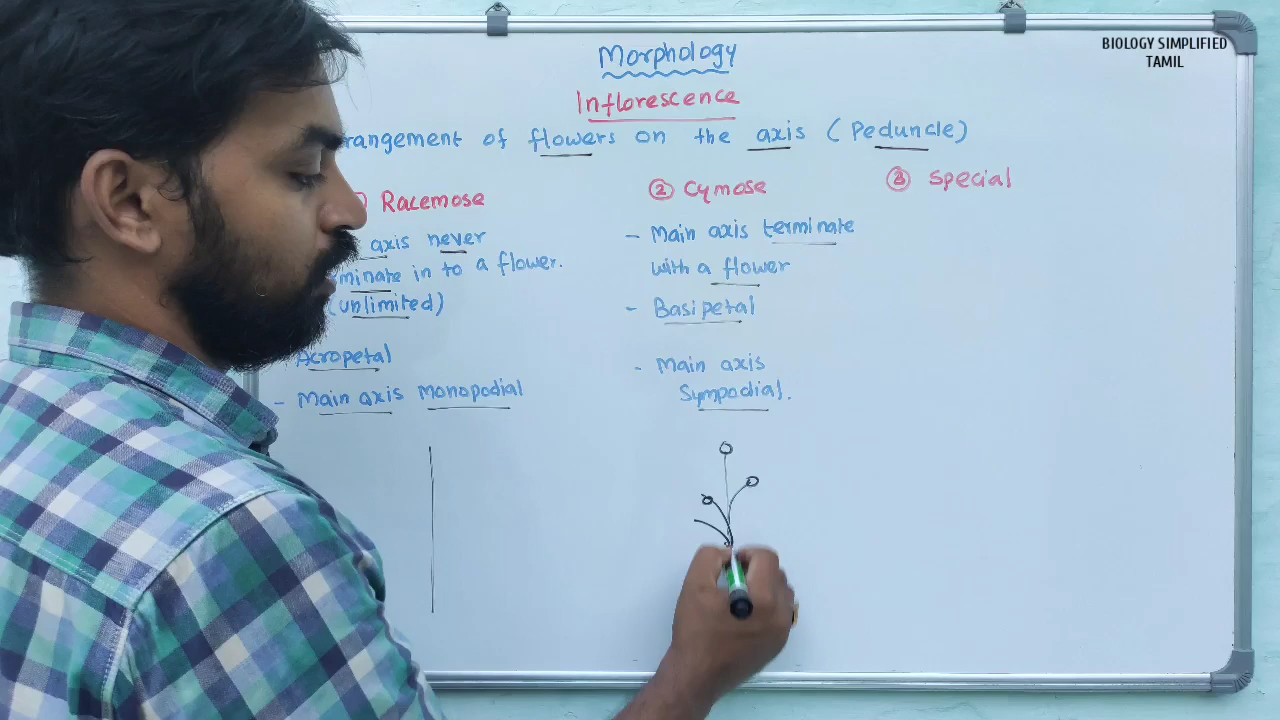 BIOLOGY SIMPLIFIED
TAMIL
Morphology
Inflorescence
rangement of flowers on the axis ( Peduncle)
Racemose
axis never
minate in to a flower.
(unlimited)
Acropetal
- Main axis Monopodial
② Cymose
- Main axis terminate
with a flower
- Basipetal
- Main axis
Sympodial.
③ Special